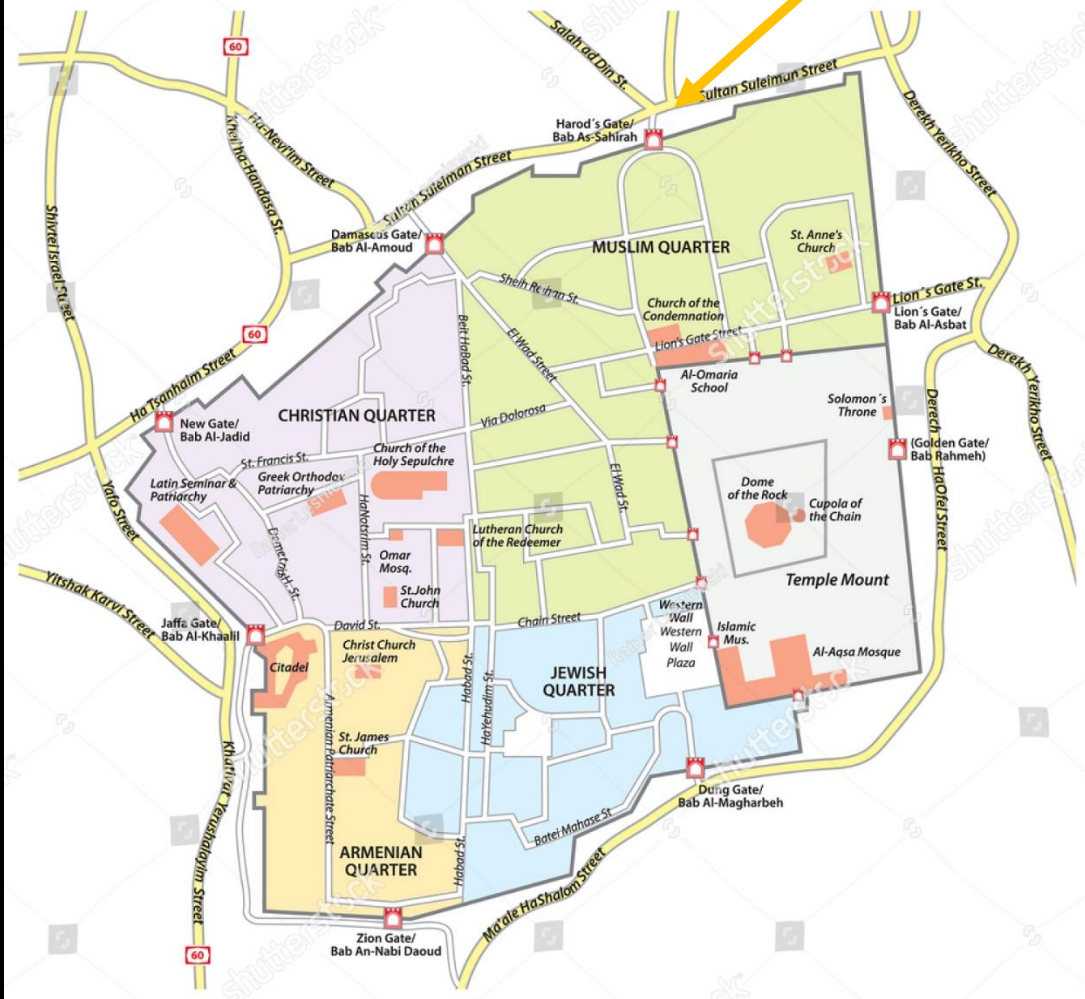 60
Salah ad Din St.
Sultan Suleiman Street
Ha-Nevi'im Street
Harod´s Gate/
Bab As-Sahirah
Derekh Yerikho Street
Sultan Suleiman Street
Shivtei Israel Street
Damascus Gate/
Bab Al-Amoud
MUSLIM QUARTER
St. Anne's
Church
Sheih Reihan St.
Church of the
Condemnation
Lion´s Gate St.
Lion´s Gate/
Bab Al-Asbat
60
Lion's Gate Street
El Wad Street
Beit HaBad St.
Ha Tsanhaim Street
Al-Omaria
School
Derekh Yerikho Street
Solomon´s
Throne
New Gate/
Bab Al-Jadid
CHRISTIAN QUARTER
Via Dolorosa
(Golden Gate/
Bab Rahmeh)
St. Francis St.
Church of the
Holy Sepulchre
Latin Seminar &
Patriarchy
Greek Orthodox
Patriarchy
El Wad St.
Dome
of the Rock
Cupola of
the Chain
Yafo Street
HaNotsrim St.
Lutheran Church
of the Redeemer
Derech HaOfel Street
Omar
Mosq.
Temple Mount
Yitshak Karvi Street
St.John
Church
Jaffa Gate/
Bab Al-Khaalil
David St.
Chain Street
Western
Wall
Western
Wall
Plaza
Islamic
Mus.
Al-Aqsa Mosque
Citadel
Christ Church
Jerusalem
JEWISH
QUARTER
Habad St.
HaYehudim St.
Armenian Patriarchate Street
St. James
Church
Khativat Yerushalayim Street
Dung Gate/
Bab Al-Magharbeh
Batei Mahase St
ARMENIAN
QUARTER
Habad St.
Ma'ale HaShalom Street
Zion Gate/
Bab An-Nabi Daoud
60
shutterstock